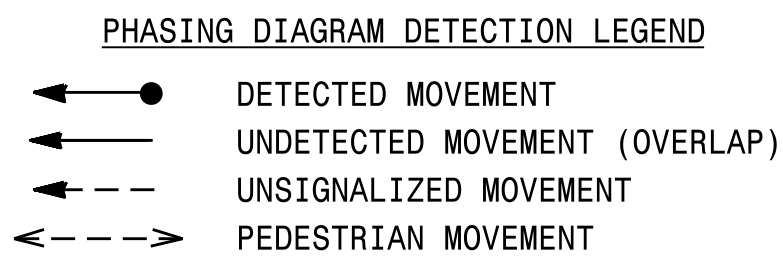 PHASING DIAGRAM DETECTION LEGEND
DETECTED MOVEMENT
UNDETECTED MOVEMENT (OVERLAP)
UNSIGNALIZED MOVEMENT
PEDESTRIAN MOVEMENT